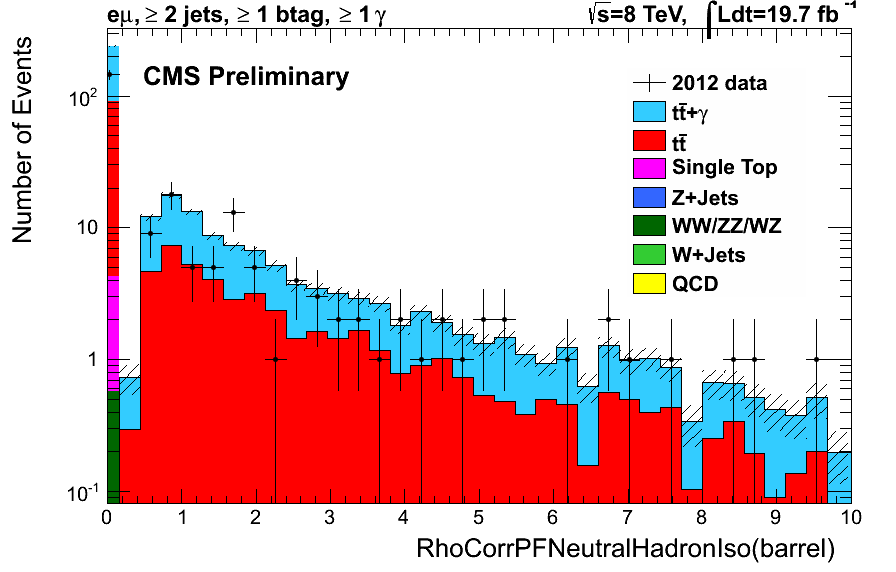 eμ, ≥ 2 jets, ≥ 1 btag, ≥ 1 γ
√s=8 TeV, ∫Ldt=19.7 fb⁻¹
CMS Preliminary
2012 data
tt̄+γ
tt̄
Single Top
Z+Jets
WW/ZZ/WZ
W+Jets
QCD
Number of Events
10²
10
1
10⁻¹
0 1 2 3 4 5 6 7 8 9 10
RhoCorrPFNeutralHadronIso(barrel)